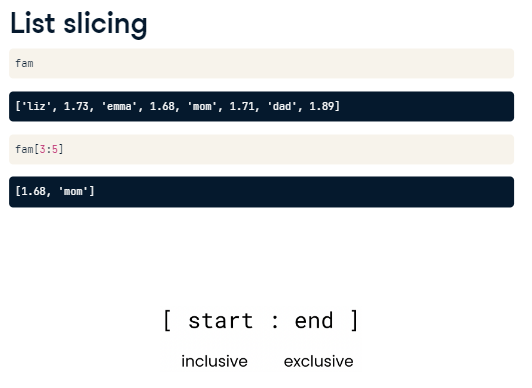 List slicing
fam
['liz', 1.73, 'emma', 1.68, 'mom', 1.71, 'dad', 1.89]
fam[3:5]
[1.68, 'mom']
[ start : end ]
inclusive exclusive